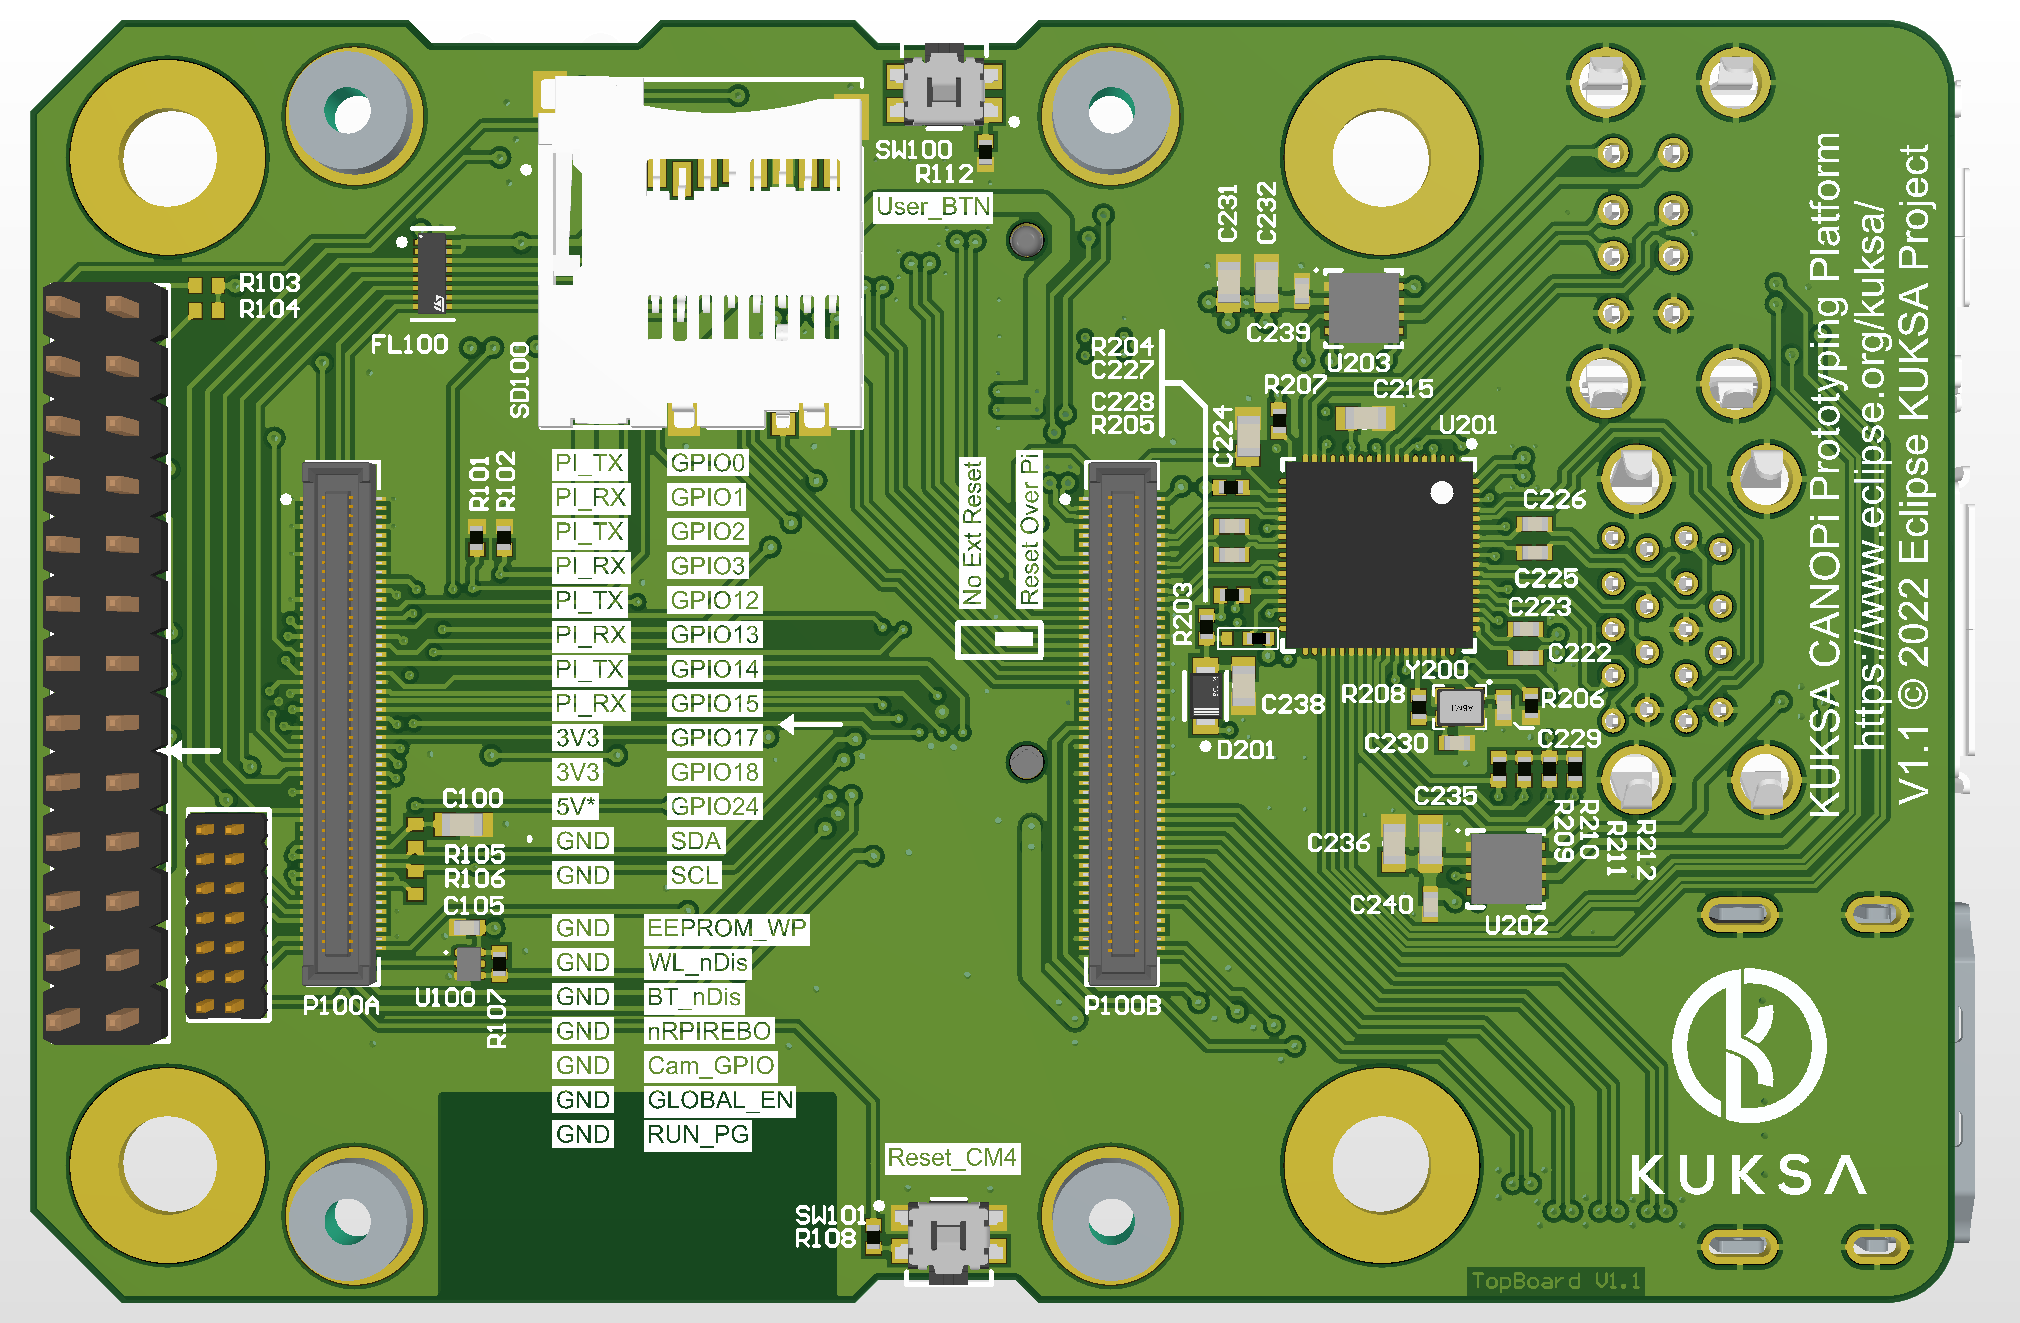 SW100
R112
User_BTN
C231
C232
R103
R104
FL100
SD100
C239
U203
R204
C227
C228
R205
R207
C215
C224
U201
R101
R102
PI_TX GPIO0
PI_RX GPIO1
PI_TX GPIO2
PI_RX GPIO3
PI_TX GPIO12
PI_RX GPIO13
PI_TX GPIO14
PI_RX GPIO15
3V3 GPIO17
3V3 GPIO18
5V* GPIO24
GND SDA
GND SCL
GND EEPROM_WP
GND WL_nDis
GND BT_nDis
GND nRPIREBO
GND Cam_GPIO
GND GLOBAL_EN
GND RUN_PG
No Ext Reset
Reset Over Pi
C226
C225
C223
C222
R203
Y200
R208
R206
C238
D201
C230
C229
C235
R209
R210
R211
R212
C236
C240
U202
C100
R105
R106
C105
U100
R107
P100A
P100B
Reset_CM4
SW101
R108
KUKSA CANOPi Prototyping Platform
https://www.eclipse.org/kuksa/
V1.1 © 2022 Eclipse KUKSA Project
KUKSA
TopBoard V1.1